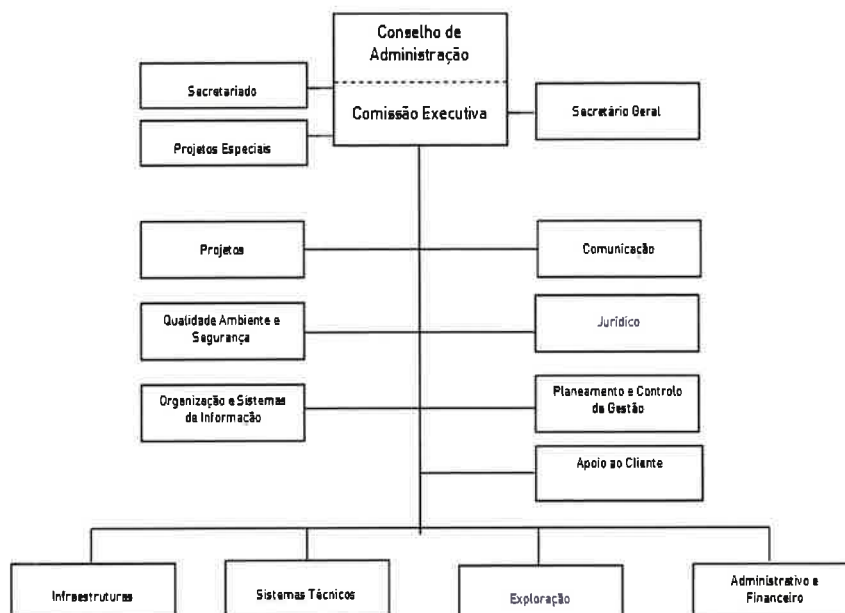 Conselho de
Administração
Secretariado
Comissão Executiva
Secretário Geral
Projetos Especiais
Projetos
Comunicação
Qualidade Ambiente e
Segurança
Jurídico
Organização e Sistemas
da Informação
Planeamento e Controlo
da Gestão
Apoio ao Cliente
Infraestruturas
Sistemas Técnicos
Exploração
Administrativo e
Financeiro